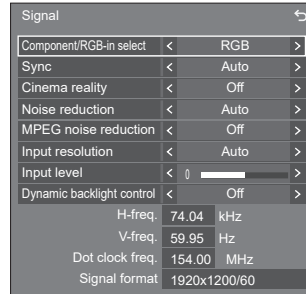 Signal
Component/RGB-in select < RGB >
Sync < Auto >
Cinema reality < Off >
Noise reduction < Auto >
MPEG noise reduction < Off >
Input resolution < Auto >
Input level < 0 >
Dynamic backlight control < Off >
H-freq. 74.04 kHz
V-freq. 59.95 Hz
Dot clock freq. 154.00 MHz
Signal format 1920x1200/60